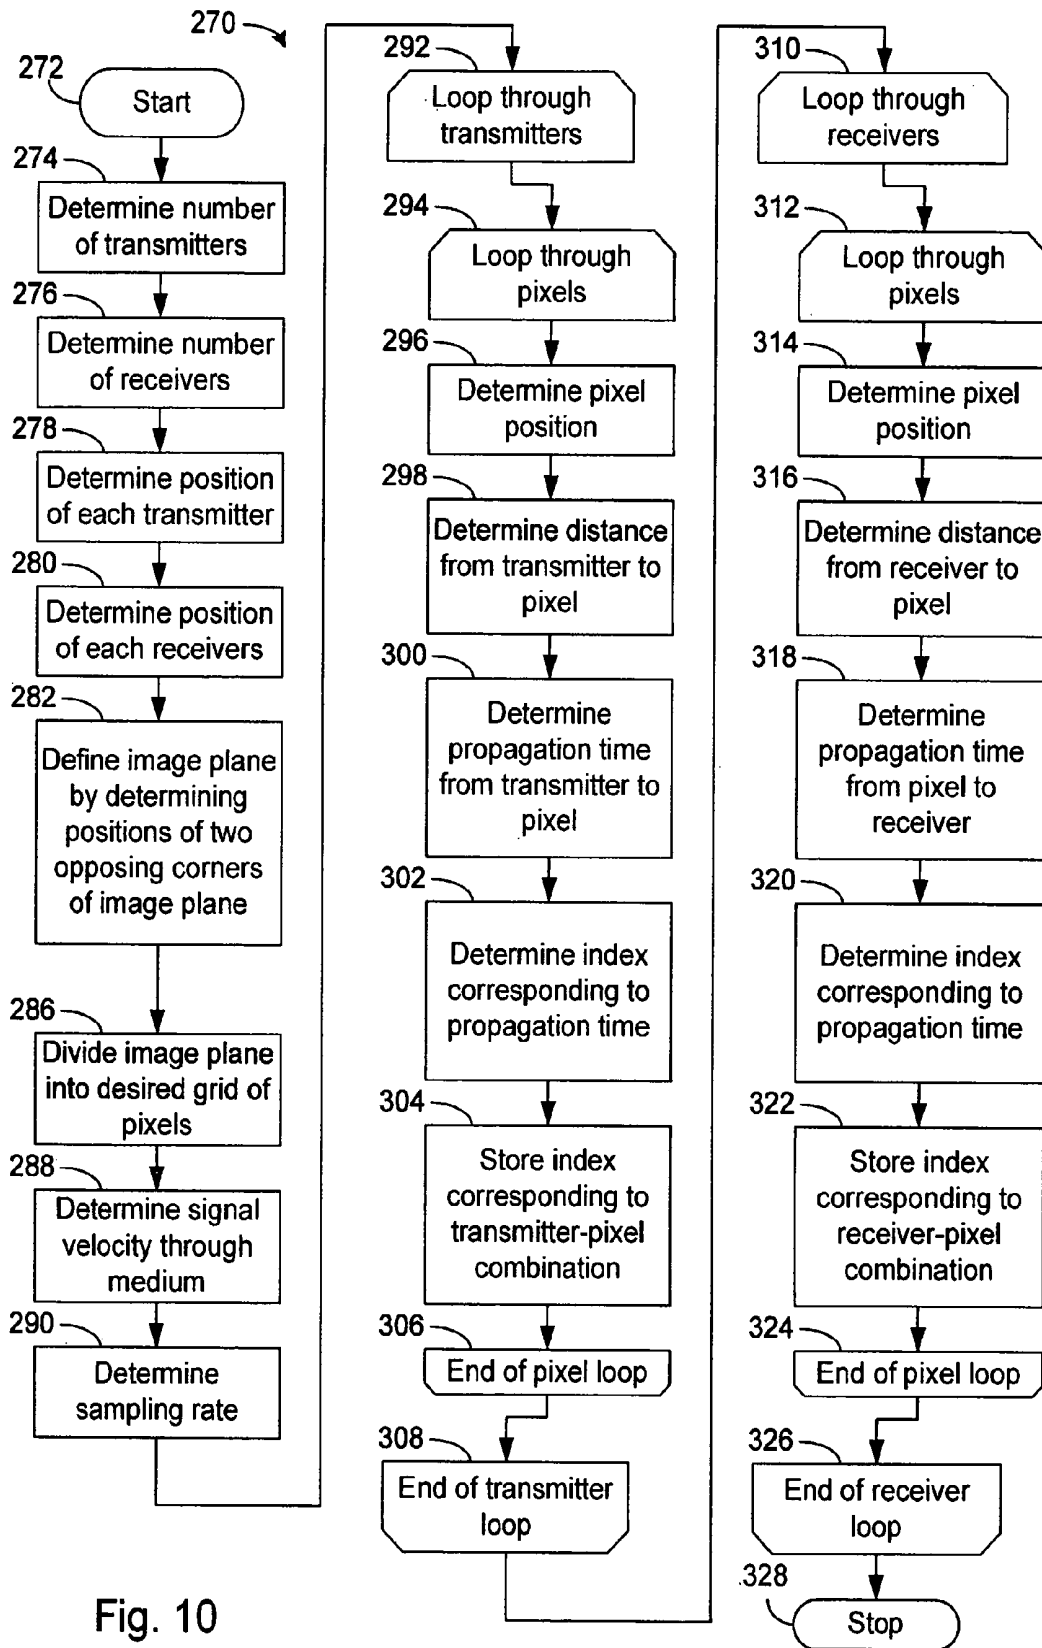 270
272
Start
274
Determine number
of transmitters
276
Determine number
of receivers
278
Determine position
of each transmitter
280
Determine position
of each receivers
282
Define image plane
by determining
positions of two
opposing corners
of image plane
286
Divide image plane
into desired grid of
pixels
288
Determine signal
velocity through
medium
290
Determine
sampling rate
292
Loop through
transmitters
294
Loop through
pixels
296
Determine pixel
position
298
Determine distance
from transmitter to
pixel
300
Determine
propagation time
from transmitter to
pixel
302
Determine index
corresponding to
propagation time
304
Store index
corresponding to
transmitter-pixel
combination
306
End of pixel loop
308
End of transmitter
loop
310
Loop through
receivers
312
Loop through
pixels
314
Determine pixel
position
316
Determine distance
from receiver to
pixel
318
Determine
propagation time
from pixel to
receiver
320
Determine index
corresponding to
propagation time
322
Store index
corresponding to
receiver-pixel
combination
324
End of pixel loop
326
End of receiver
loop
328
Stop
Fig. 10